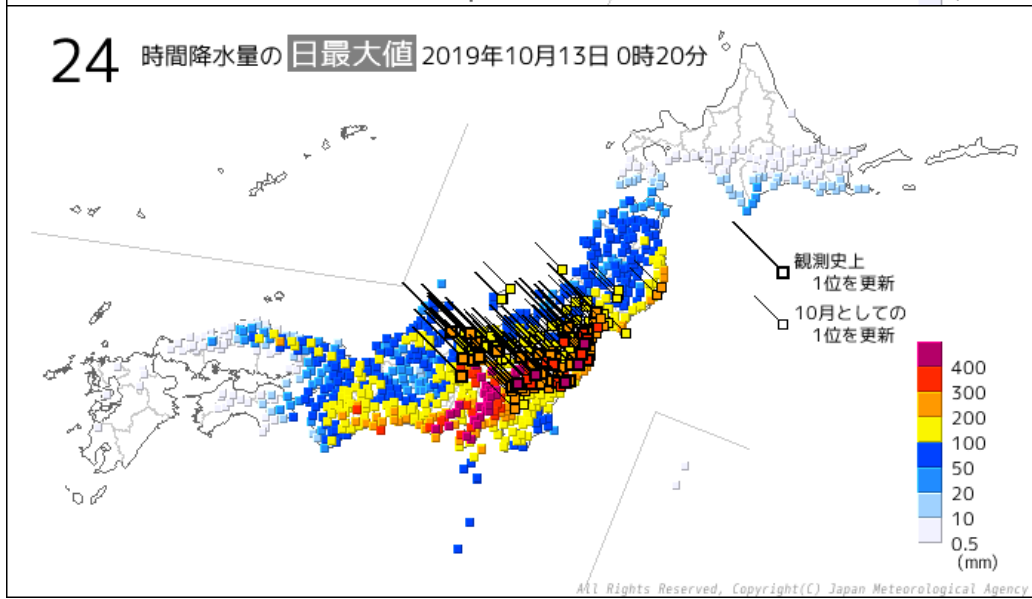 24 時間降水量の 日最大値 2019年10月13日 0時20分
観測史上
1位を更新
10月としての
1位を更新
400
300
200
100
50
20
10
0.5
(mm)
All Rights Reserved, Copyright(C) Japan Meteorological Agency